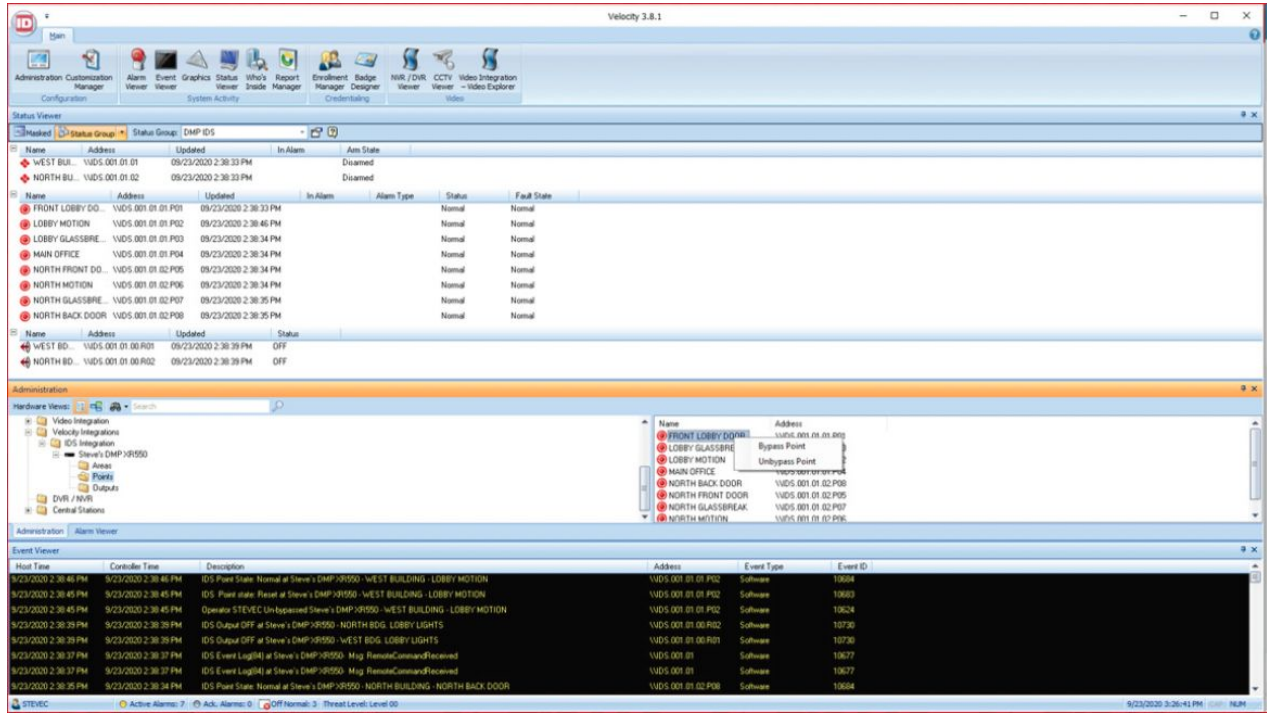 Velocity 3.8.1
Main
Administration Customization Manager Alarm Viewer Event Viewer Graphics Status Viewer Who's Inside Report Manager Enrollment Manager Badge Designer NVR / DVR Viewer CCTV Viewer Video Integration - Video Explorer
Configuration System Activity Credentialing Video
Status Viewer
Masked Status Group Status Group: DMP IDS
Name Address Updated In Alarm Arm State
WEST BUI... \\IDS.001.01.01 09/23/2020 2:38:33 PM Disarmed
NORTH BU... \\IDS.001.01.02 09/23/2020 2:38:33 PM Disarmed
Name Address Updated In Alarm Alarm Type Status Fault State
FRONT LOBBY DO... \\IDS.001.01.01.P01 09/23/2020 2:38:33 PM Normal Normal
LOBBY MOTION \\IDS.001.01.01.P02 09/23/2020 2:38:46 PM Normal Normal
LOBBY GLASSBRE... \\IDS.001.01.01.P03 09/23/2020 2:38:34 PM Normal Normal
MAIN OFFICE \\IDS.001.01.01.P04 09/23/2020 2:38:34 PM Normal Normal
NORTH FRONT DO... \\IDS.001.01.02.P05 09/23/2020 2:38:34 PM Normal Normal
NORTH MOTION \\IDS.001.01.02.P06 09/23/2020 2:38:34 PM Normal Normal
NORTH GLASSBRE... \\IDS.001.01.02.P07 09/23/2020 2:38:35 PM Normal Normal
NORTH BACK DOOR \\IDS.001.01.02.P08 09/23/2020 2:38:35 PM Normal Normal
Name Address Updated Status
WEST BD... \\IDS.001.01.00.R01 09/23/2020 2:38:39 PM OFF
NORTH BD... \\IDS.001.01.00.R02 09/23/2020 2:38:39 PM OFF
Administration
Hardware Views: Search
Video Integration
Velocity Integrations
IDS Integration
Steve's DMP XR550
Areas
Points
Outputs
DVR / NVR
Central Stations
Name Address
FRONT LOBBY DOOR \\IDS.001.01.01.P01
LOBBY GLASSBRE
LOBBY MOTION
MAIN OFFICE \\IDS.001.01.01.P04
NORTH BACK DOOR \\IDS.001.01.02.P08
NORTH FRONT DOOR \\IDS.001.01.02.P05
NORTH GLASSBREAK \\IDS.001.01.02.P07
NORTH MOTION \\IDS.001.01.02.P06
Bypass Point
Unbypass Point
Administration Alarm Viewer
Event Viewer
Host Time Controller Time Description Address Event Type Event ID
9/23/2020 2:38:46 PM 9/23/2020 2:38:46 PM IDS Point State: Normal at Steve's DMP XR550 - WEST BUILDING - LOBBY MOTION \\IDS.001.01.01.P02 Software 10684
9/23/2020 2:38:45 PM 9/23/2020 2:38:45 PM IDS Point state: Reset at Steve's DMP XR550 - WEST BUILDING - LOBBY MOTION \\IDS.001.01.01.P02 Software 10683
9/23/2020 2:38:45 PM 9/23/2020 2:38:45 PM Operator STEVEC Un-bypassed Steve's DMP XR550 - WEST BUILDING - LOBBY MOTION \\IDS.001.01.01.P02 Software 10624
9/23/2020 2:38:39 PM 9/23/2020 2:38:39 PM IDS Output OFF at Steve's DMP XR550 - NORTH BDG. LOBBY LIGHTS \\IDS.001.01.00.R02 Software 10730
9/23/2020 2:38:39 PM 9/23/2020 2:38:39 PM IDS Output OFF at Steve's DMP XR550 - WEST BDG. LOBBY LIGHTS \\IDS.001.01.00.R01 Software 10730
9/23/2020 2:38:37 PM 9/23/2020 2:38:37 PM IDS Event Log(84) at Steve's DMP XR550- Msg: RemoteCommandReceived \\IDS.001.01 Software 10677
9/23/2020 2:38:37 PM 9/23/2020 2:38:37 PM IDS Event Log(84) at Steve's DMP XR550- Msg: RemoteCommandReceived \\IDS.001.01 Software 10677
9/23/2020 2:38:35 PM 9/23/2020 2:38:34 PM IDS Point State: Normal at Steve's DMP XR550 - NORTH BUILDING - NORTH BACK DOOR \\IDS.001.01.02.P08 Software 10684
STEVEC Active Alarms: 7 Ack. Alarms: 0 Off Normal: 3 Threat Level: Level 00 9/23/2020 3:26:41 PM CAP NUM